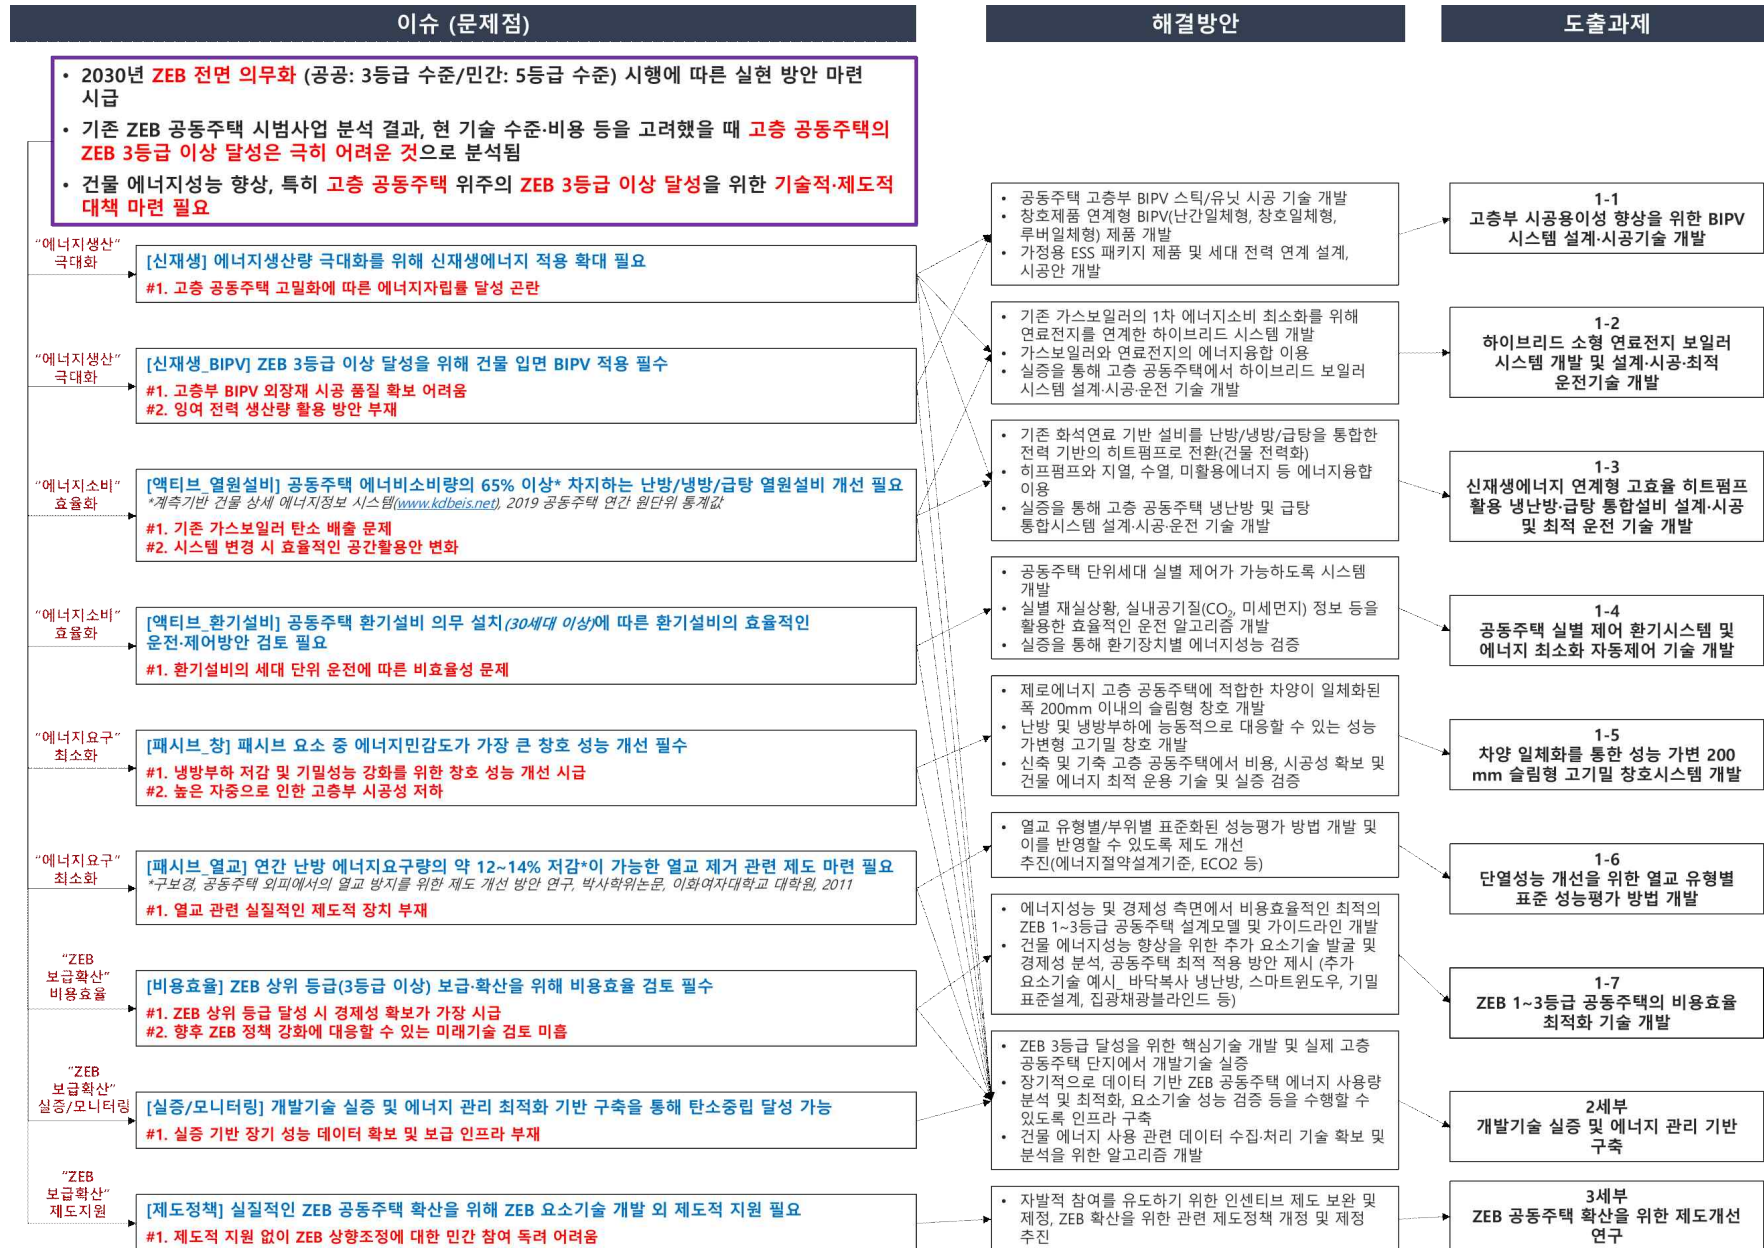 이슈 (문제점)
• 2030년 ZEB 전면 의무화 (공공: 3등급 수준/민간: 5등급 수준) 시행에 따른 실현 방안 마련
시급
• 기존 ZEB 공동주택 시범사업 분석 결과, 현 기술 수준·비용 등을 고려했을 때 고층 공동주택의
ZEB 3등급 이상 달성은 극히 어려운 것으로 분석됨
• 건물 에너지성능 향상, 특히 고층 공동주택 위주의 ZEB 3등급 이상 달성을 위한 기술적·제도적
대책 마련 필요
"에너지생산"
극대화
[신재생] 에너지생산량 극대화를 위해 신재생에너지 적용 확대 필요
#1. 고층 공동주택 고밀화에 따른 에너지자립률 달성 곤란
"에너지생산"
극대화
[신재생_BIPV] ZEB 3등급 이상 달성을 위해 건물 입면 BIPV 적용 필수
#1. 고층부 BIPV 외장재 시공 품질 확보 어려움
#2. 잉여 전력 생산량 활용 방안 부재
"에너지소비"
효율화
[액티브_열원설비] 공동주택 에너비소비량의 65% 이상* 차지하는 난방/냉방/급탕 열원설비 개선 필요
*계측기반 건물 상세 에너지정보 시스템(www.kdbeis.net), 2019 공동주택 연간 원단위 통계값
#1. 기존 가스보일러 탄소 배출 문제
#2. 시스템 변경 시 효율적인 공간활용안 변화
"에너지소비"
효율화
[액티브_환기설비] 공동주택 환기설비 의무 설치(30세대 이상)에 따른 환기설비의 효율적인
운전·제어방안 검토 필요
#1. 환기설비의 세대 단위 운전에 따른 비효율성 문제
"에너지요구"
최소화
[패시브_창] 패시브 요소 중 에너지민감도가 가장 큰 창호 성능 개선 필수
#1. 냉방부하 저감 및 기밀성능 강화를 위한 창호 성능 개선 시급
#2. 높은 자중으로 인한 고층부 시공성 저하
"에너지요구"
최소화
[패시브_열교] 연간 난방 에너지요구량의 약 12~14% 저감*이 가능한 열교 제거 관련 제도 마련 필요
*구보경, 공동주택 외피에서의 열교 방지를 위한 제도 개선 방안 연구, 박사학위논문, 이화여자대학교 대학원, 2011
#1. 열교 관련 실질적인 제도적 장치 부재
"ZEB
보급확산"
비용효율
[비용효율] ZEB 상위 등급(3등급 이상) 보급·확산을 위해 비용효율 검토 필수
#1. ZEB 상위 등급 달성 시 경제성 확보가 가장 시급
#2. 향후 ZEB 정책 강화에 대응할 수 있는 미래기술 검토 미흡
"ZEB
보급확산"
실증/모니터링
[실증/모니터링] 개발기술 실증 및 에너지 관리 최적화 기반 구축을 통해 탄소중립 달성 가능
#1. 실증 기반 장기 성능 데이터 확보 및 보급 인프라 부재
"ZEB
보급확산"
제도지원
[제도정책] 실질적인 ZEB 공동주택 확산을 위해 ZEB 요소기술 개발 외 제도적 지원 필요
#1. 제도적 지원 없이 ZEB 상향조정에 대한 민간 참여 독려 어려움
해결방안
• 공동주택 고층부 BIPV 스틱/유닛 시공 기술 개발
• 창호제품 연계형 BIPV(난간일체형, 창호일체형,
루버일체형) 제품 개발
• 가정용 ESS 패키지 제품 및 세대 전력 연계 설계,
시공안 개발
• 기존 가스보일러의 1차 에너지소비 최소화를 위해
연료전지를 연계한 하이브리드 시스템 개발
• 가스보일러와 연료전지의 에너지융합 이용
• 실증을 통해 고층 공동주택에서 하이브리드 보일러
시스템 설계·시공·운전 기술 개발
• 기존 화석연료 기반 설비를 난방/냉방/급탕을 통합한
전력 기반의 히트펌프로 전환(건물 전력화)
• 히프펌프와 지열, 수열, 미활용에너지 등 에너지융합
이용
• 실증을 통해 고층 공동주택 냉난방 및 급탕
통합시스템 설계·시공·운전 기술 개발
• 공동주택 단위세대 실별 제어가 가능하도록 시스템
개발
• 실별 재실상황, 실내공기질(CO₂, 미세먼지) 정보 등을
활용한 효율적인 운전 알고리즘 개발
• 실증을 통해 환기장치별 에너지성능 검증
• 제로에너지 고층 공동주택에 적합한 차양이 일체화된
폭 200mm 이내의 슬림형 창호 개발
• 난방 및 냉방부하에 능동적으로 대응할 수 있는 성능
가변형 고기밀 창호 개발
• 신축 및 기축 고층 공동주택에서 비용, 시공성 확보 및
건물 에너지 최적 운용 기술 및 실증 검증
• 열교 유형별/부위별 표준화된 성능평가 방법 개발 및
이를 반영할 수 있도록 제도 개선
추진(에너지절약설계기준, ECO2 등)
• 에너지성능 및 경제성 측면에서 비용효율적인 최적의
ZEB 1~3등급 공동주택 설계모델 및 가이드라인 개발
• 건물 에너지성능 향상을 위한 추가 요소기술 발굴 및
경제성 분석, 공동주택 최적 적용 방안 제시 (추가
요소기술 예시_ 바닥복사 냉난방, 스마트윈도우, 기밀
표준설계, 집광채광블라인드 등)
• ZEB 3등급 달성을 위한 핵심기술 개발 및 실제 고층
공동주택 단지에서 개발기술 실증
• 장기적으로 데이터 기반 ZEB 공동주택 에너지 사용량
분석 및 최적화, 요소기술 성능 검증 등을 수행할 수
있도록 인프라 구축
• 건물 에너지 사용 관련 데이터 수집·처리 기술 확보 및
분석을 위한 알고리즘 개발
• 자발적 참여를 유도하기 위한 인센티브 제도 보완 및
제정, ZEB 확산을 위한 관련 제도정책 개정 및 제정
추진
도출과제
1-1
고층부 시공용이성 향상을 위한 BIPV
시스템 설계·시공기술 개발
1-2
하이브리드 소형 연료전지 보일러
시스템 개발 및 설계·시공·최적
운전기술 개발
1-3
신재생에너지 연계형 고효율 히트펌프
활용 냉난방·급탕 통합설비 설계·시공
및 최적 운전 기술 개발
1-4
공동주택 실별 제어 환기시스템 및
에너지 최소화 자동제어 기술 개발
1-5
차양 일체화를 통한 성능 가변 200
mm 슬림형 고기밀 창호시스템 개발
1-6
단열성능 개선을 위한 열교 유형별
표준 성능평가 방법 개발
1-7
ZEB 1~3등급 공동주택의 비용효율
최적화 기술 개발
2세부
개발기술 실증 및 에너지 관리 기반
구축
3세부
ZEB 공동주택 확산을 위한 제도개선
연구